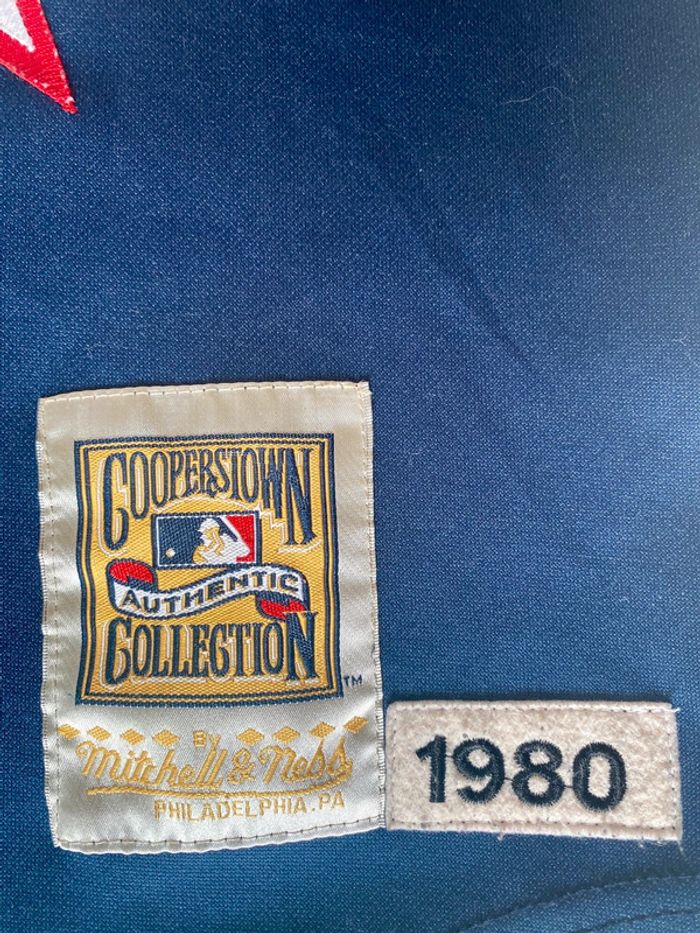 COOPERSTOWN
AUTHENTIC
COLLECTION
TM
By
Mitchell & Ness
PHILADELPHIA.PA
1980